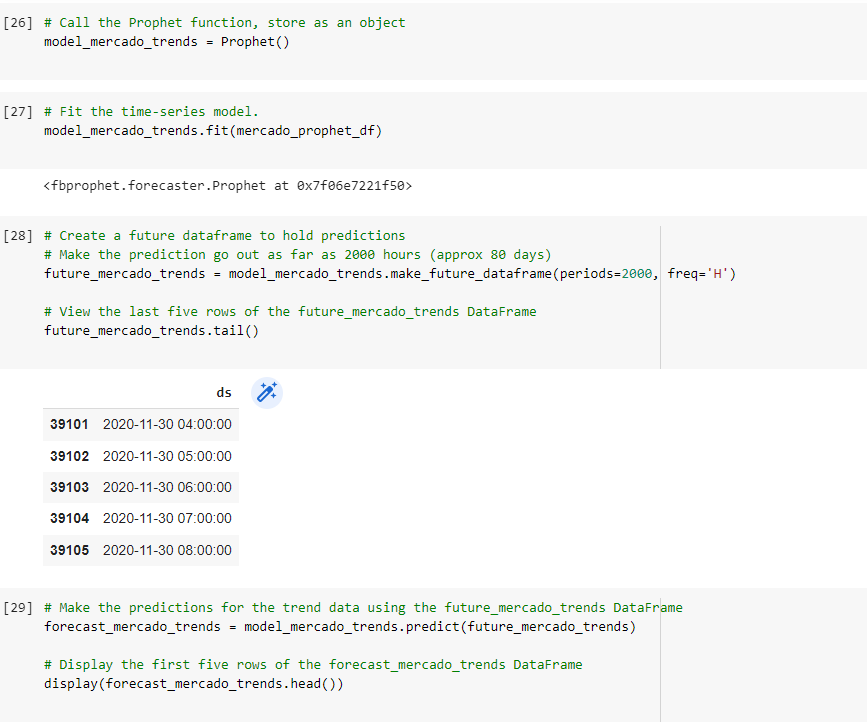 [26] # Call the Prophet function, store as an object
model_mercado_trends = Prophet()
[27] # Fit the time-series model.
model_mercado_trends.fit(mercado_prophet_df)
<fbprophet.forecaster.Prophet at 0x7f06e7221f50>
[28] # Create a future dataframe to hold predictions
# Make the prediction go out as far as 2000 hours (approx 80 days)
future_mercado_trends = model_mercado_trends.make_future_dataframe(periods=2000, freq='H')
# View the last five rows of the future_mercado_trends DataFrame
future_mercado_trends.tail()
ds
39101 2020-11-30 04:00:00
39102 2020-11-30 05:00:00
39103 2020-11-30 06:00:00
39104 2020-11-30 07:00:00
39105 2020-11-30 08:00:00
[29] # Make the predictions for the trend data using the future_mercado_trends DataFrame
forecast_mercado_trends = model_mercado_trends.predict(future_mercado_trends)
# Display the first five rows of the forecast_mercado_trends DataFrame
display(forecast_mercado_trends.head())